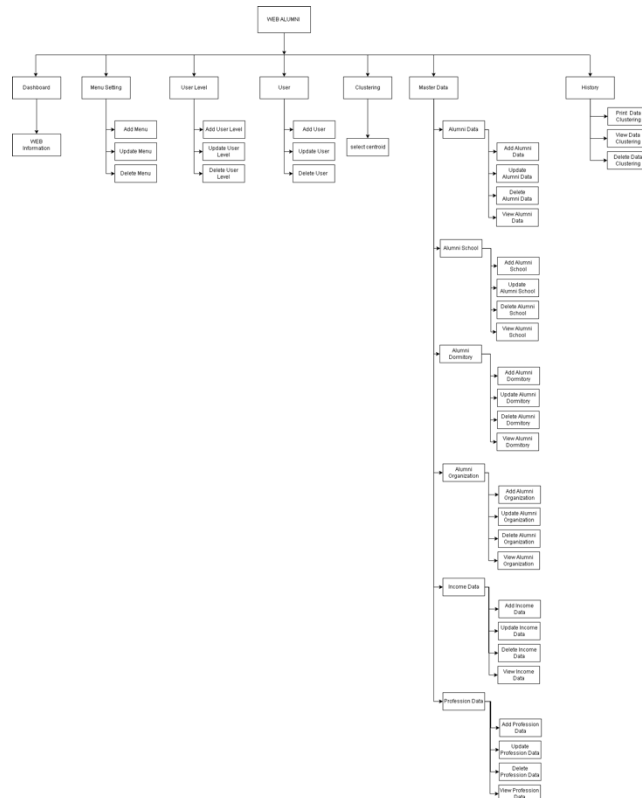 WEB ALUMNI
Dashboard
Menu Setting
User Level
User
Clustering
Master Data
History
WEB
Information
Add Menu
Update Menu
Delete Menu
Add User Level
Update User
Level
Delete User
Level
Add User
Update User
Delete User
select centroid
Alumni Data
Add Alumni
Data
Update
Alumni Data
Delete
Alumni Data
View Alumni
Data
Alumni School
Add Alumni
School
Update
Alumni School
Delete Alumni
School
View Alumni
School
Alumni
Dormitory
Add Alumni
Dormitory
Update Alumni
Dormitory
Delete Alumni
Dormitory
View Alumni
Dormitory
Alumni
Organization
Add Alumni
Organization
Update Alumni
Organization
Delete Alumni
Organization
View Alumni
Organization
Income Data
Add Income
Data
Update Income
Data
Delete Income
Data
View Income
Data
Profession Data
Add Profession
Data
Update
Profession Data
Delete
Profession Data
View Profession
Data
Print Data
Clustering
View Data
Clustering
Delete Data
Clustering